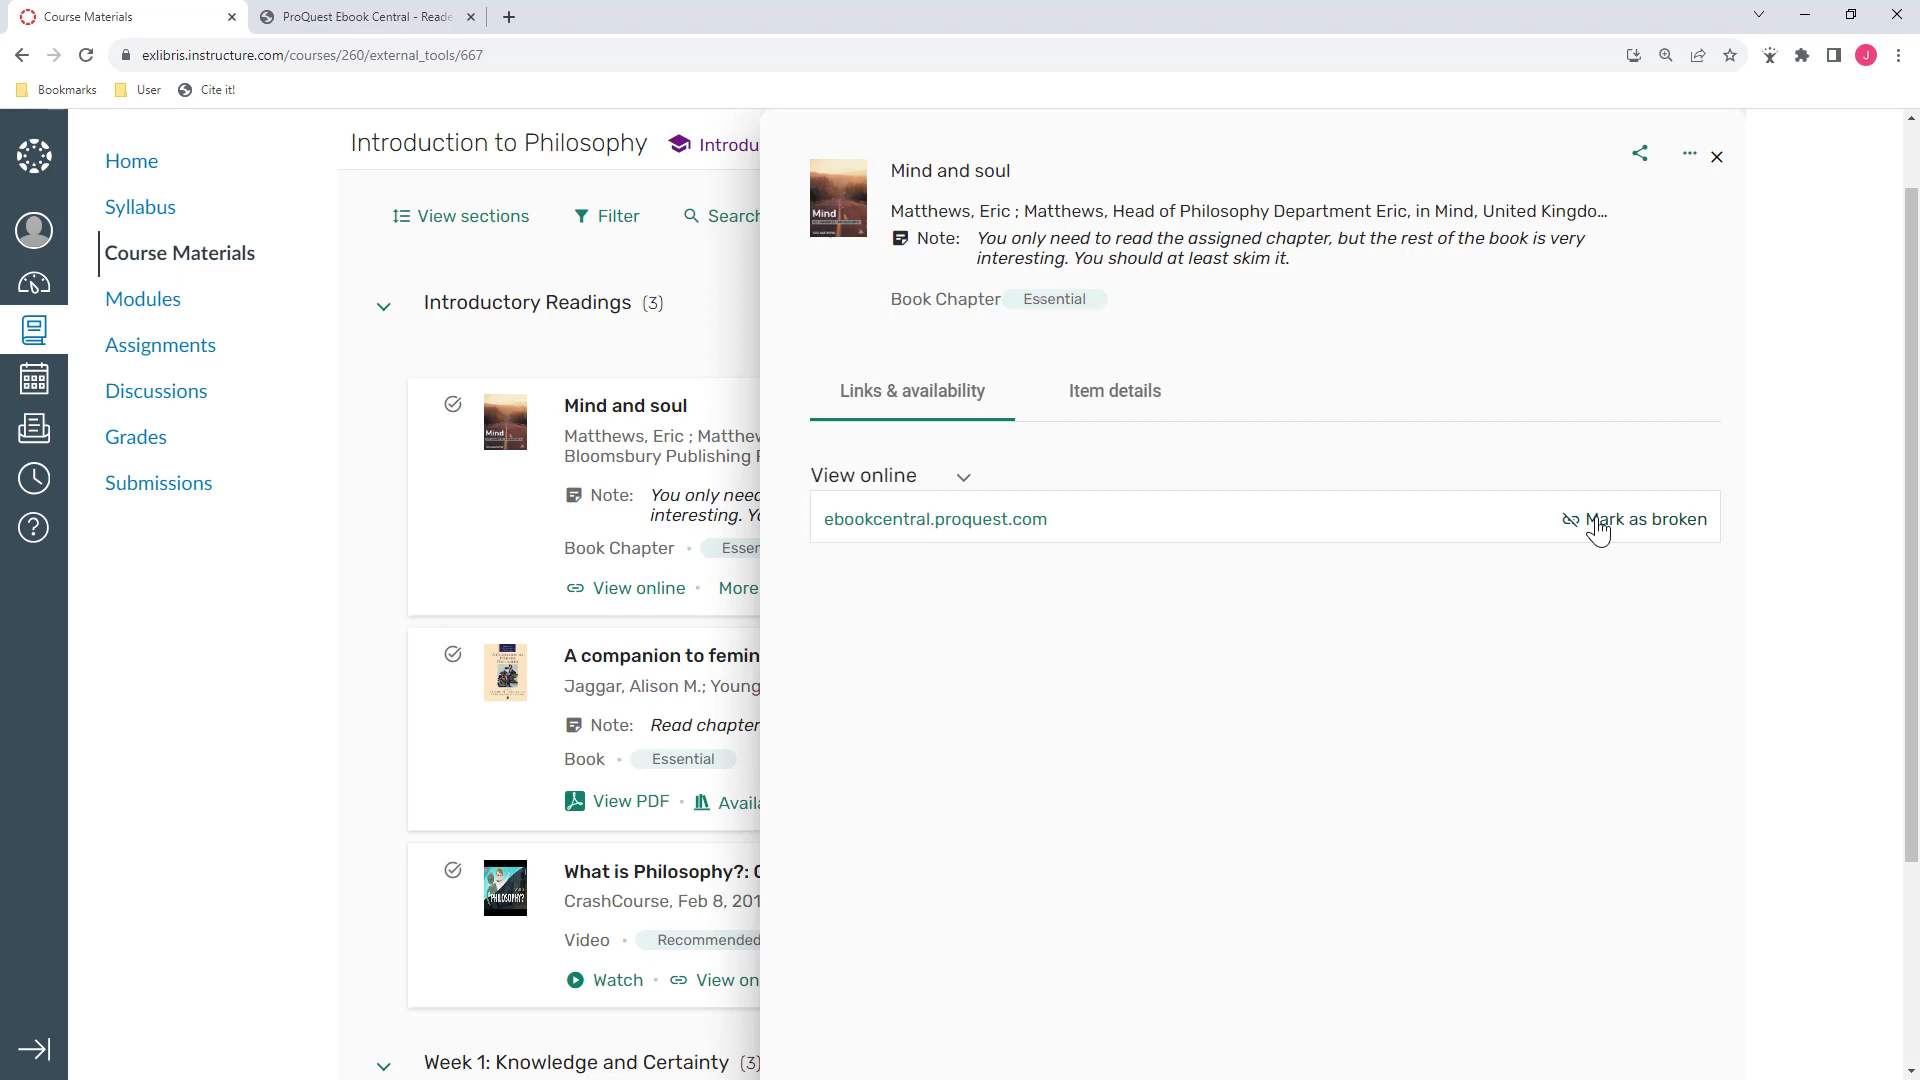 Course Materials
ProQuest Ebook Central - Reade
exlibris.instructure.com/courses/260/external_tools/667
J
Bookmarks
User
Cite it!
Home
Syllabus
Course Materials
Modules
Assignments
Discussions
Grades
Submissions
Introduction to Philosophy
Introdu
View sections
Filter
Search
Introductory Readings (3)
Mind and soul
Matthews, Eric ; Matthew
Bloomsbury Publishing
Note: You only need
interesting. Yo
Book Chapter • Essen
View online • More
A companion to femin
Jaggar, Alison M.; Young
Note: Read chapter
Book • Essential
View PDF • Availa
What is Philosophy?:
CrashCourse, Feb 8, 201
Video • Recommended
Watch • View on
Week 1: Knowledge and Certainty (3)
Mind
Mind and soul
Matthews, Eric ; Matthews, Head of Philosophy Department Eric, in Mind, United Kingdo...
Note: You only need to read the assigned chapter, but the rest of the book is very
interesting. You should at least skim it.
Book Chapter Essential
Links & availability
Item details
View online
ebookcentral.proquest.com
Mark as broken